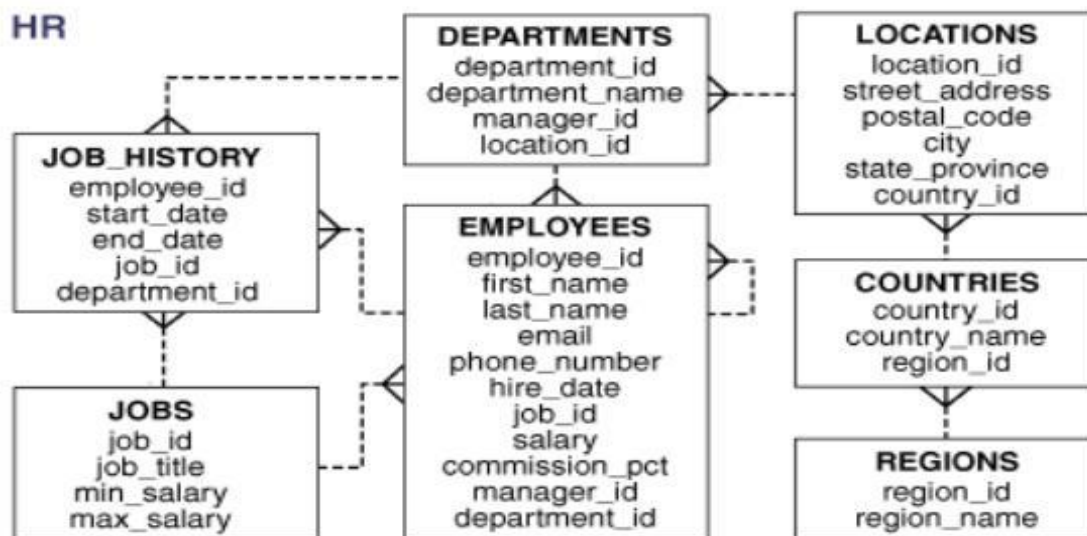 HR
DEPARTMENTS
department_id
department_name
manager_id
location_id
LOCATIONS
location_id
street_address
postal_code
city
state_province
country_id
JOB_HISTORY
employee_id
start_date
end_date
job_id
department_id
EMPLOYEES
employee_id
first_name
last_name
email
phone_number
hire_date
job_id
salary
commission_pct
manager_id
department_id
COUNTRIES
country_id
country_name
region_id
JOBS
job_id
job_title
min_salary
max_salary
REGIONS
region_id
region_name